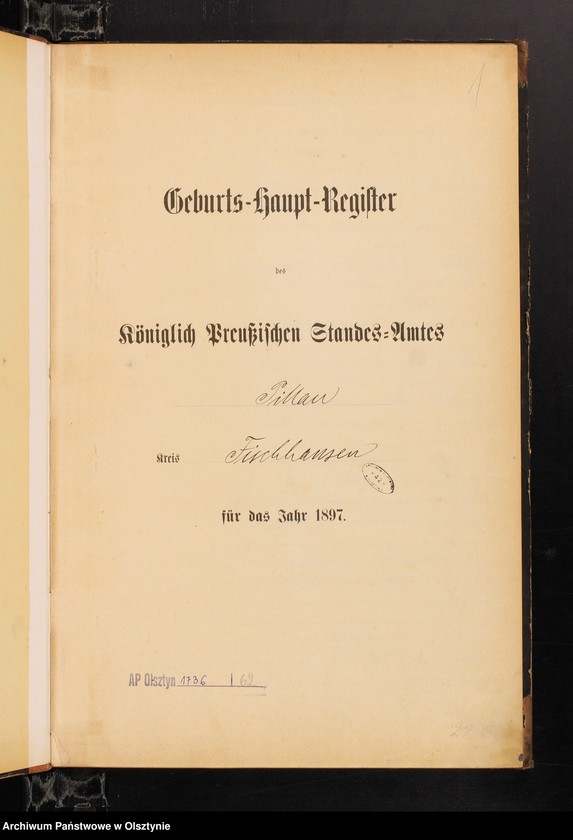 1
Geburts-Haupt-Register
des
Königlich Preußischen Standes-Amtes
Pillau
Kreis Fischhausen
für das Jahr 1897.
AP Olsztyn 1736 / 62
Archiwum Państwowe w Olsztynie